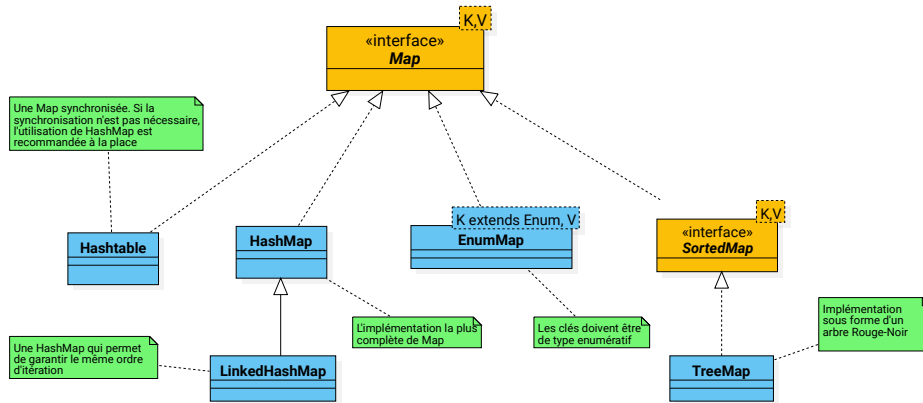 K,V
«interface»
Map
Une Map synchronisée. Si la
synchronisation n'est pas nécessaire,
l'utilisation de HashMap est
recommandée à la place
K extends Enum, V
K,V
Hashtable
HashMap
EnumMap
«interface»
SortedMap
L'implémentation la plus
complète de Map
Les clés doivent être
de type enumératif
Implémentation
sous forme d'un
arbre Rouge-Noir
Une HashMap qui permet
de garantir le même ordre
d'itération
LinkedHashMap
TreeMap